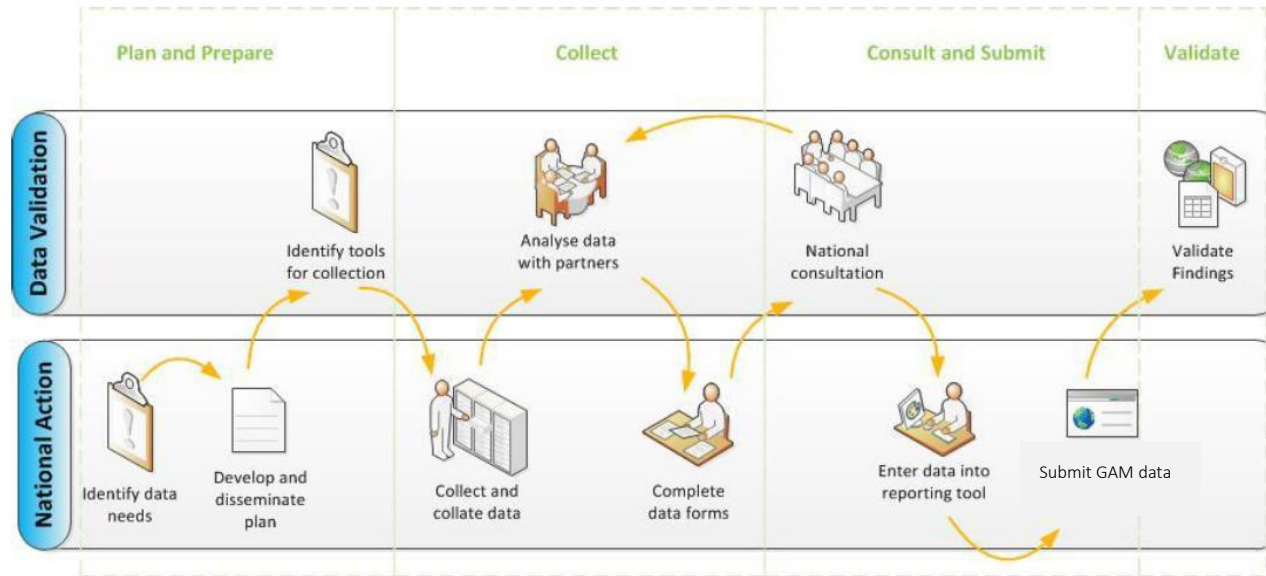 Plan and Prepare
Collect
Consult and Submit
Validate
Data Validation
Identify tools
for collection
Analyse data
with partners
National
consultation
Validate
Findings
National Action
Identify data
needs
Develop and
disseminate
plan
Collect and
collate data
Complete
data forms
Enter data into
reporting tool
Submit GAM data